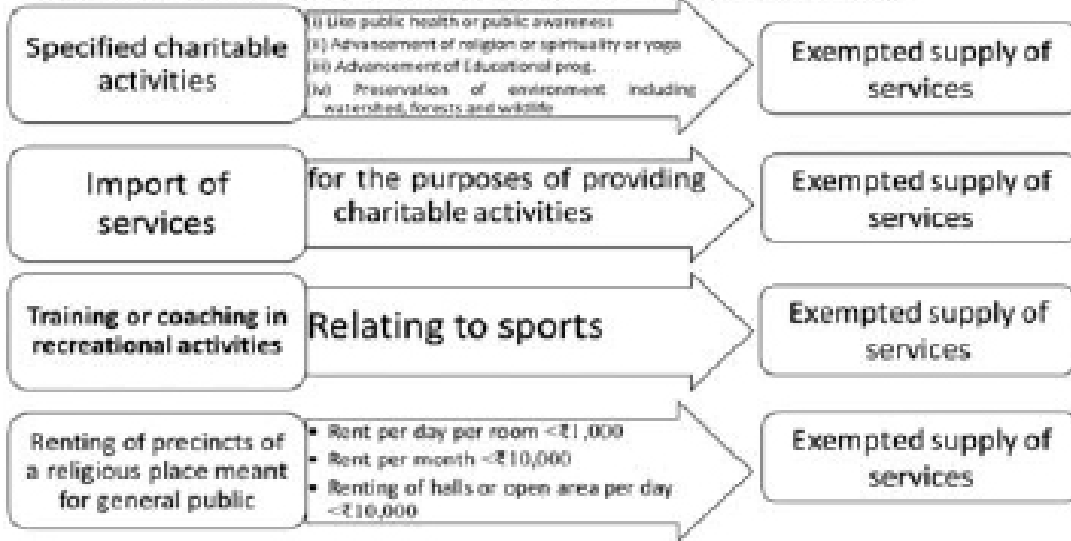 Specified charitable
activities
(i) Like public health or public awareness
(ii) Advancement of religion or spirituality or yoga
(iii) Advancement of Educational prog.
(iv) Preservation of environment including
watershed, forests and wildlife
Exempted supply of
services
Import of
services
for the purposes of providing
charitable activities
Exempted supply of
services
Training or coaching in
recreational activities
Relating to sports
Exempted supply of
services
Renting of precincts of
a religious place meant
for general public
• Rent per day per room <₹1,000
• Rent per month <₹10,000
• Renting of halls or open area per day
<₹10,000
Exempted supply of
services